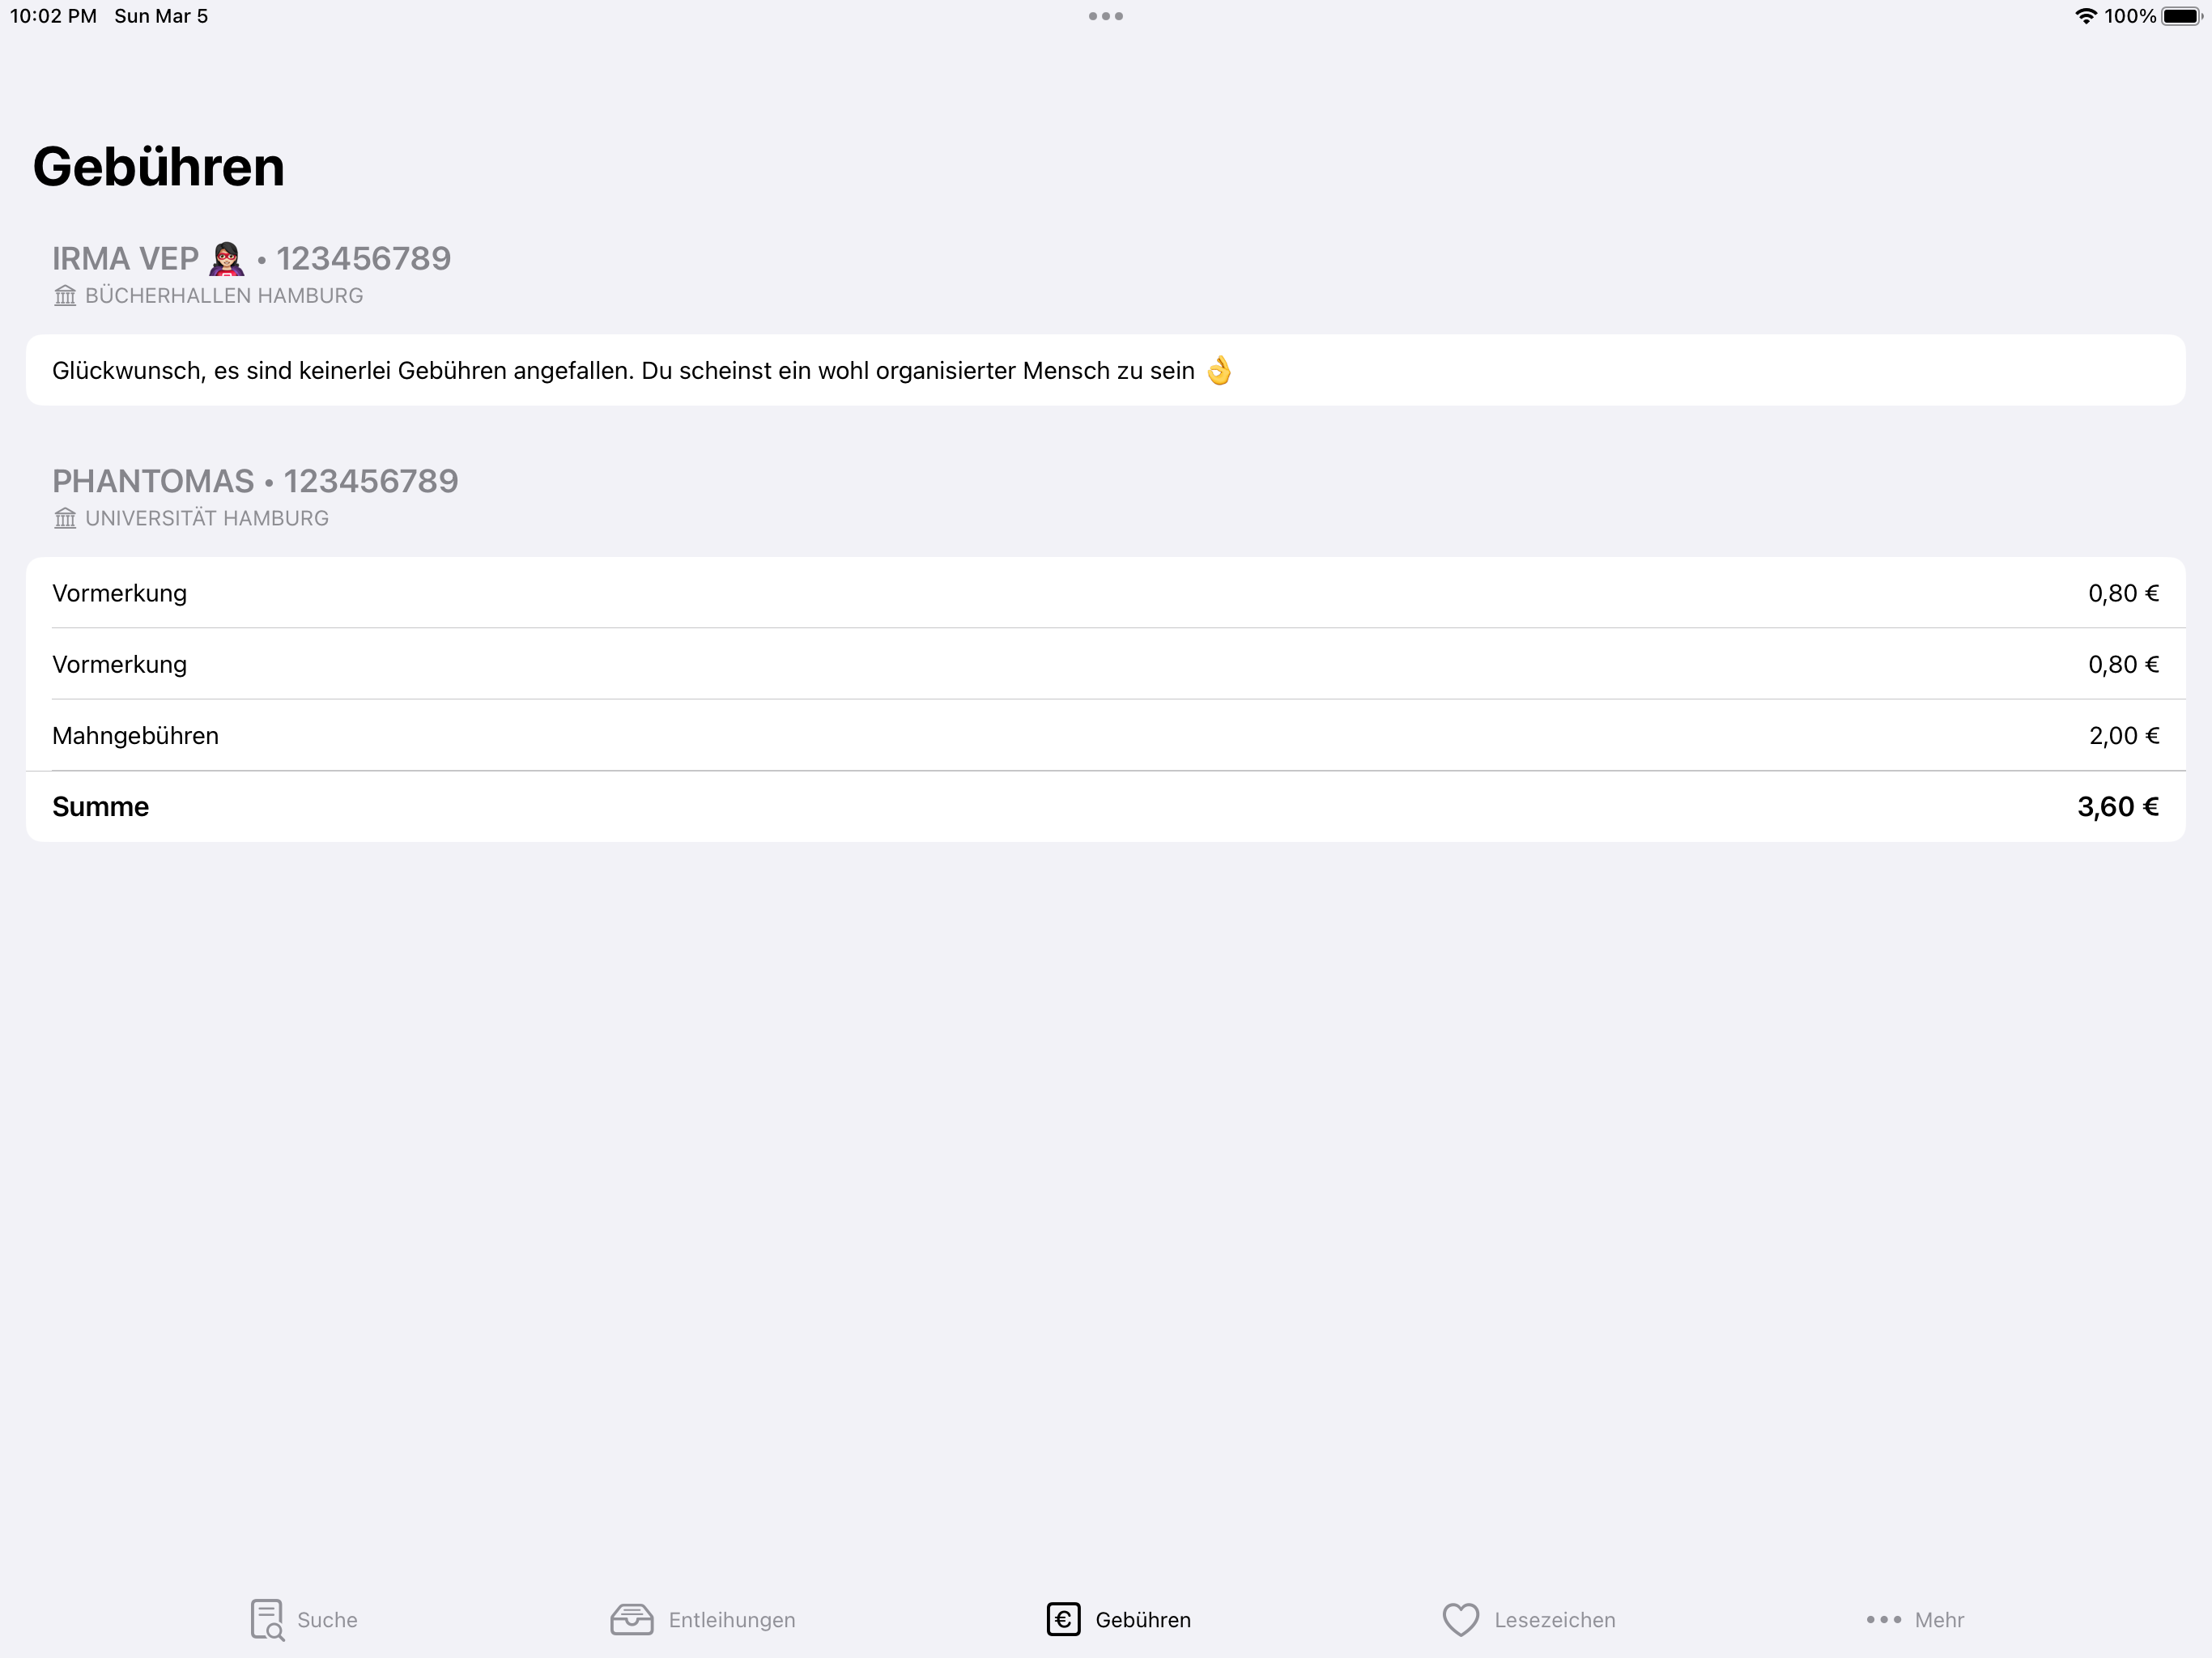 10:02 PM Sun Mar 5
100%
Gebühren
IRMA VEP 🦸🏻‍♀️ • 123456789
BÜCHERHALLEN HAMBURG
Glückwunsch, es sind keinerlei Gebühren angefallen. Du scheinst ein wohl organisierter Mensch zu sein 👌
PHANTOMAS • 123456789
UNIVERSITÄT HAMBURG
Vormerkung 0,80 €
Vormerkung 0,80 €
Mahngebühren 2,00 €
Summe 3,60 €
Suche
Entleihungen
€ Gebühren
Lesezeichen
Mehr